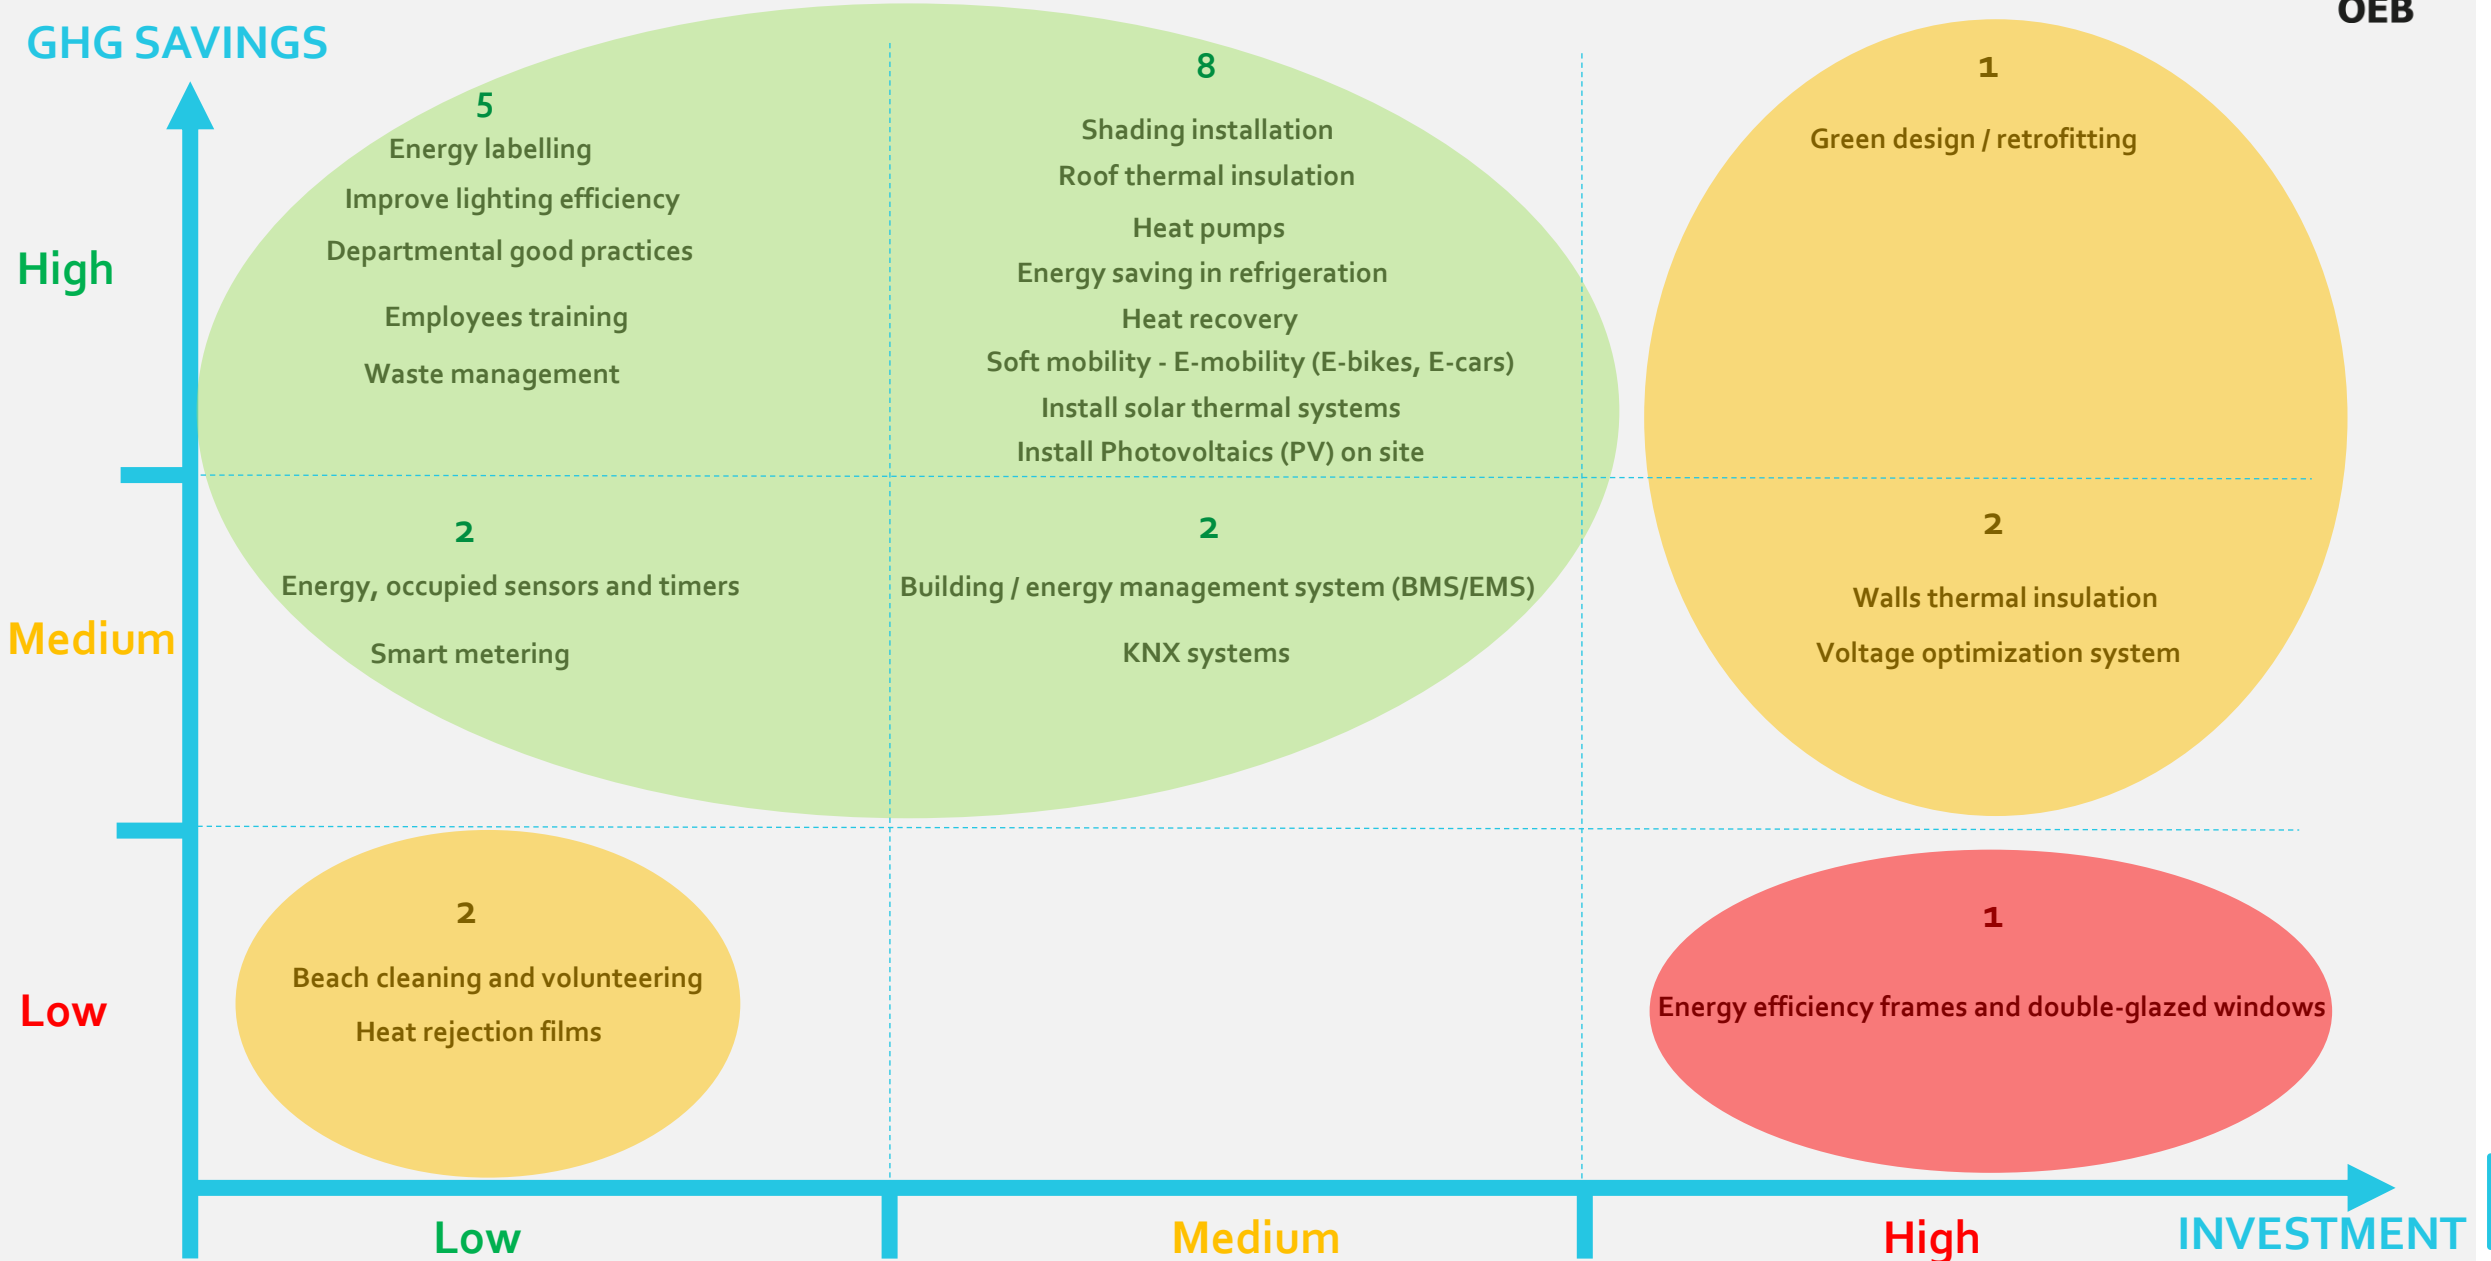 OEB
GHG SAVINGS
High
5
Energy labelling
Improve lighting efficiency
Departmental good practices
Employees training
Waste management
8
Shading installation
Roof thermal insulation
Heat pumps
Energy saving in refrigeration
Heat recovery
Soft mobility - E-mobility (E-bikes, E-cars)
Install solar thermal systems
Install Photovoltaics (PV) on site
1
Green design / retrofitting
Medium
2
Energy, occupied sensors and timers
Smart metering
2
Building / energy management system (BMS/EMS)
KNX systems
2
Walls thermal insulation
Voltage optimization system
Low
2
Beach cleaning and volunteering
Heat rejection films
1
Energy efficiency frames and double-glazed windows
Low
Medium
High
INVESTMENT